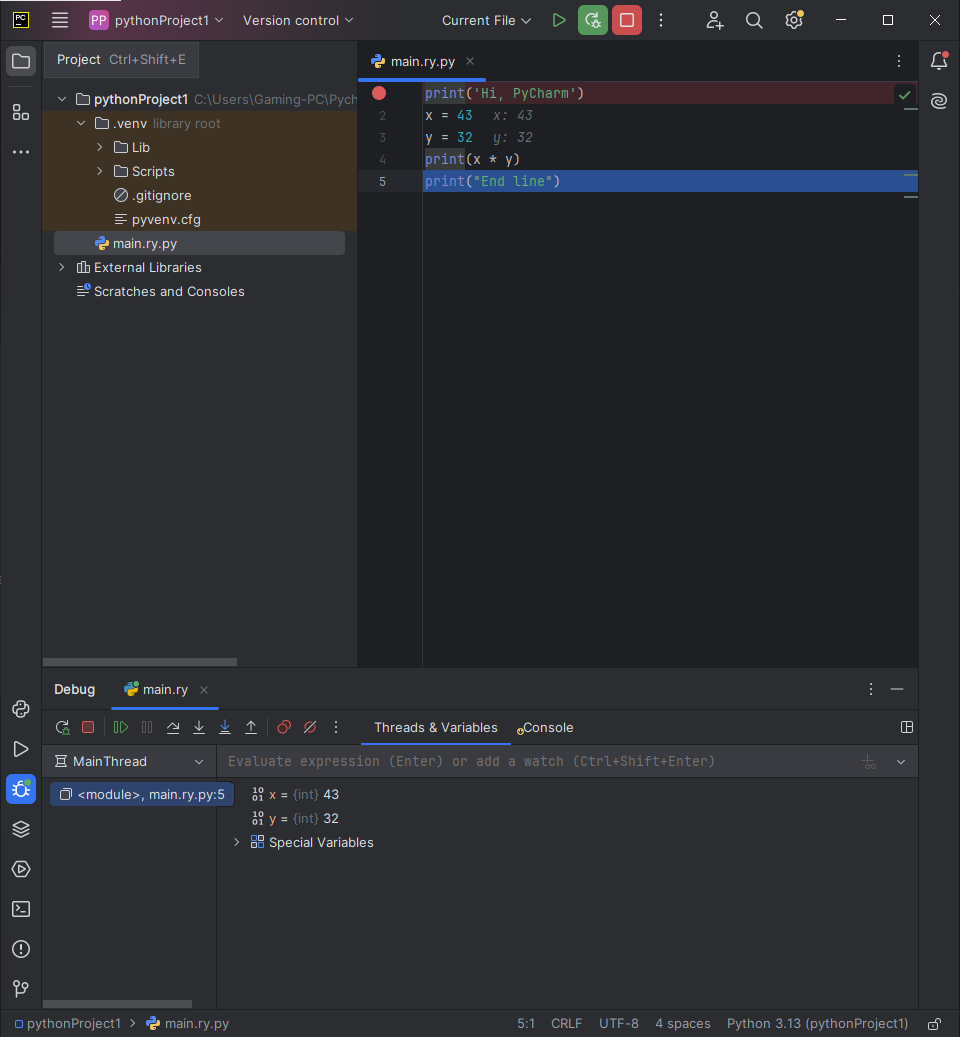 PC PP pythonProject1 Version control Current File
Project Ctrl+Shift+E
main.ry.py
pythonProject1 C:\Users\Gaming-PC\Pych
.venv library root
Lib
Scripts
.gitignore
pyvenv.cfg
main.ry.py
External Libraries
Scratches and Consoles
print('Hi, PyCharm')
2 x = 43 x: 43
3 y = 32 y: 32
4 print(x * y)
5 print("End line")
Debug main.ry
Threads & Variables Console
MainThread Evaluate expression (Enter) or add a watch (Ctrl+Shift+Enter)
<module>, main.ry.py:5
10 01 x = {int} 43
10 01 y = {int} 32
Special Variables
pythonProject1 > main.ry.py 5:1 CRLF UTF-8 4 spaces Python 3.13 (pythonProject1)